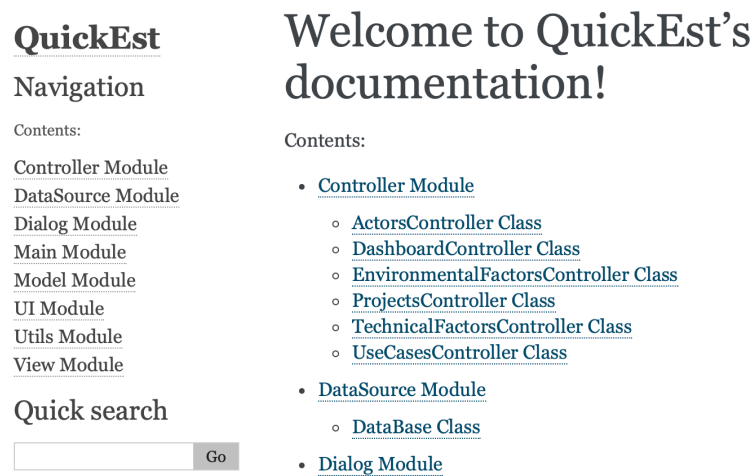 QuickEst
Navigation
Contents:
Controller Module
DataSource Module
Dialog Module
Main Module
Model Module
UI Module
Utils Module
View Module
Quick search
Go
Welcome to QuickEst’s
documentation!
Contents:
• Controller Module
◦ ActorsController Class
◦ DashboardController Class
◦ EnvironmentalFactorsController Class
◦ ProjectsController Class
◦ TechnicalFactorsController Class
◦ UseCasesController Class
• DataSource Module
◦ DataBase Class
• Dialog Module